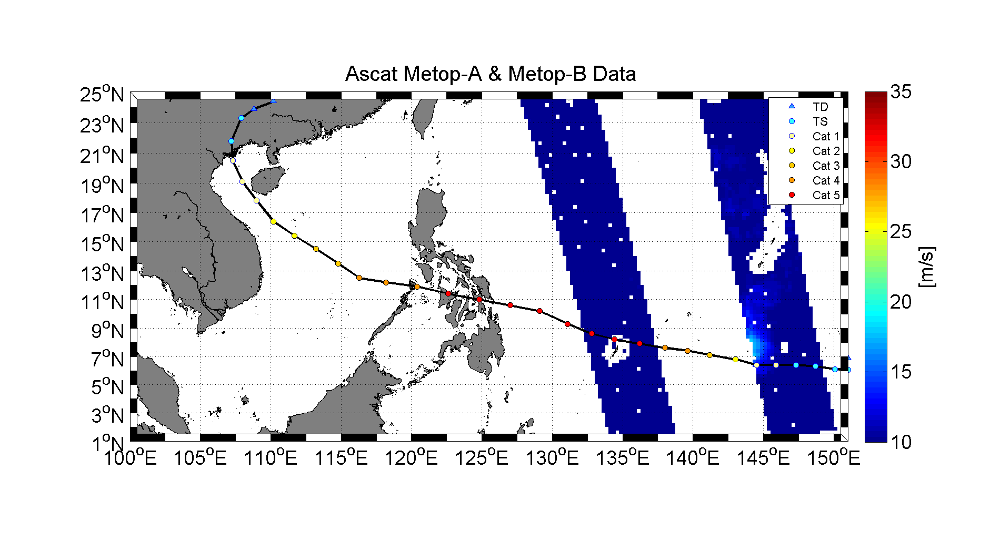 Ascat Metop-A & Metop-B Data
25°N
23°N
21°N
19°N
17°N
15°N
13°N
11°N
9°N
7°N
5°N
3°N
1°N
100°E 105°E 110°E 115°E 120°E 125°E 130°E 135°E 140°E 145°E 150°E
TD
TS
Cat 1
Cat 2
Cat 3
Cat 4
Cat 5
35
30
25
20
15
10
[m/s]